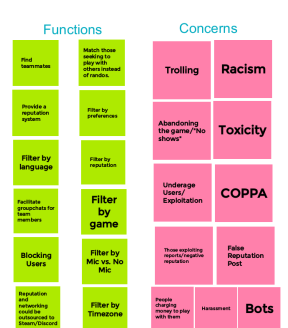 Functions
Concerns
Find
teammates
Match those
seeking to
play with
others instead
of randos.
Trolling
Racism
Provide a
reputation
system
Filter by
preferences
Abandoning
the game/"No
shows"
Toxicity
Filter by
language
Filter by
reputation
Underage
Users/
Exploitation
COPPA
Facilitate
groupchats for
team
members
Filter
by
game
Blocking
Users
Filter by
Mic vs. No
Mic
Those exploiting
reports/negative
reputation
False
Reputation
Post
Reputation
and
networking
could be
outsourced to
Steam/Discord
Filter by
Timezone
People
charging
money to play
with them
Harassment
Bots